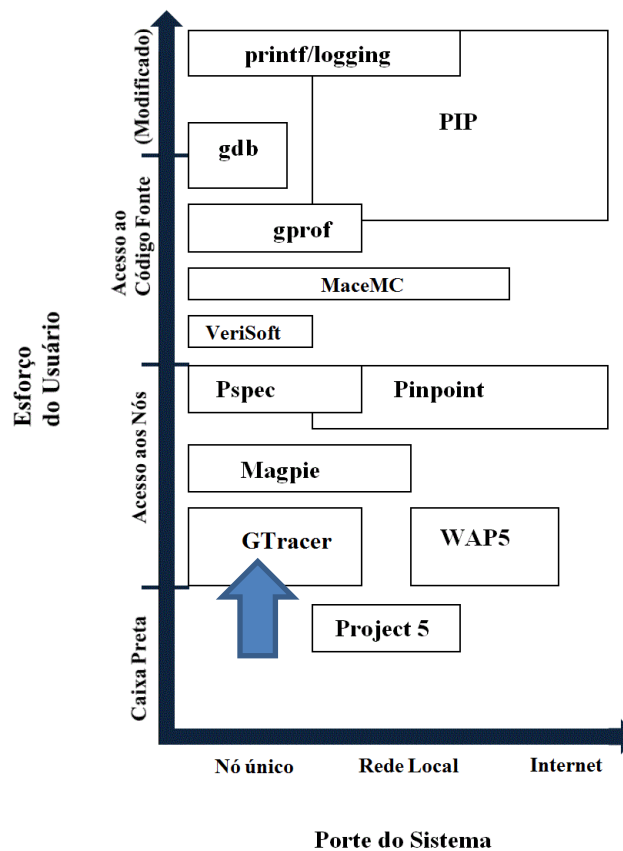 printf/logging
PIP
gdb
gprof
MaceMC
VeriSoft
Pspec
Pinpoint
Magpie
GTracer
WAP5
Project 5
(Modificado)
Acesso ao
Código Fonte
Acesso aos Nós
Caixa Preta
Esforço
do Usuário
Nó único
Rede Local
Internet
Porte do Sistema